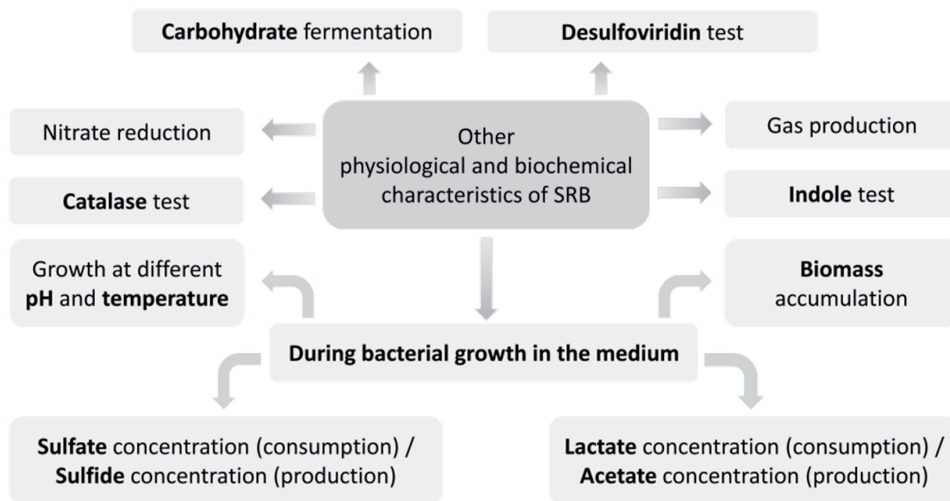 Carbohydrate fermentation
Desulfoviridin test
Nitrate reduction
Other
physiological and biochemical
characteristics of SRB
Gas production
Catalase test
Indole test
Growth at different
pH and temperature
Biomass
accumulation
During bacterial growth in the medium
Sulfate concentration (consumption) /
Sulfide concentration (production)
Lactate concentration (consumption) /
Acetate concentration (production)